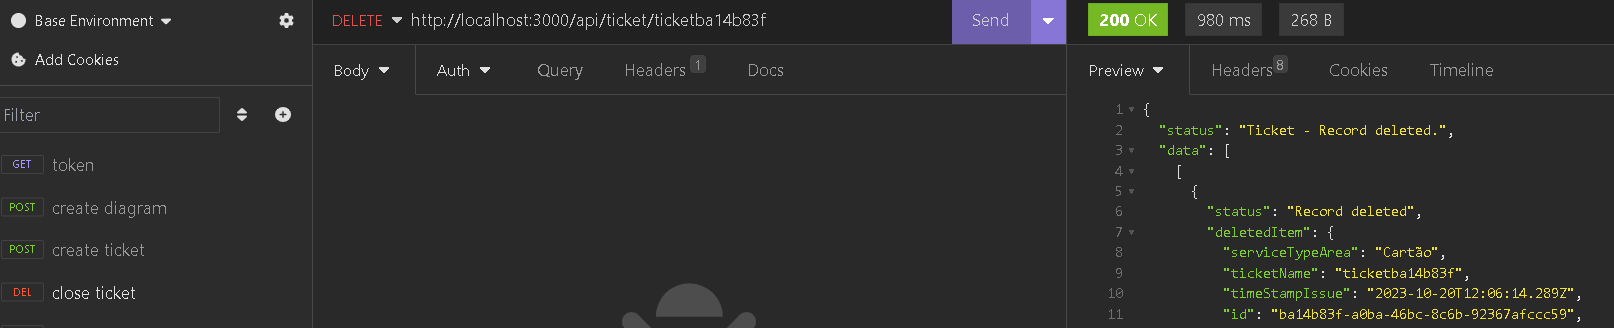 Base Environment
Add Cookies
Filter
GET token
POST create diagram
POST create ticket
DEL close ticket
DELETE http://localhost:3000/api/ticket/ticketba14b83f Send
Body Auth Query Headers 1 Docs
200 OK 980 ms 268 B
Preview Headers 8 Cookies Timeline
1 {
2 "status": "Ticket - Record deleted.",
3 "data": [
4 [
5 {
6 "status": "Record deleted",
7 "deletedItem": {
8 "serviceTypeArea": "Cartão",
9 "ticketName": "ticketba14b83f",
10 "timeStampIssue": "2023-10-20T12:06:14.289Z",
11 "id": "ba14b83f-a0ba-46bc-8c6b-92367afccc59",